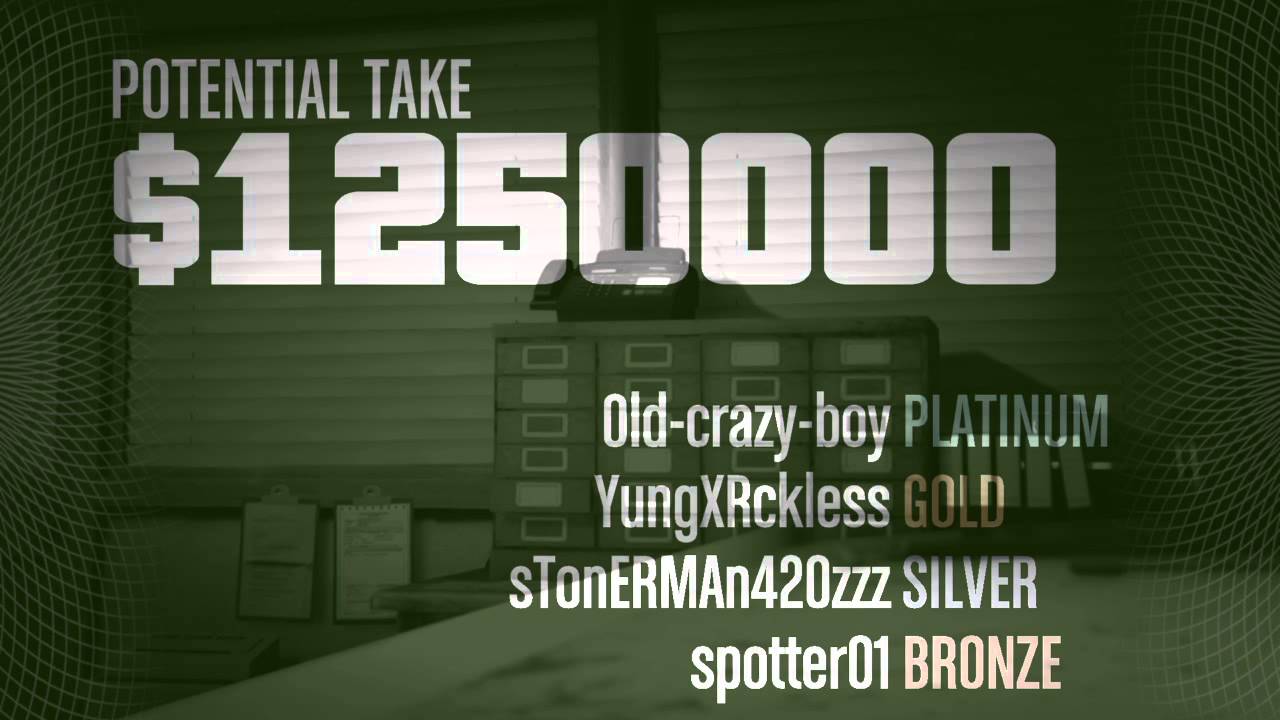 POTENTIAL TAKE
$1250000
Old-crazy-boy PLATINUM
YungXRckless GOLD
sTonERMAn420zzz SILVER
spotter01 BRONZE